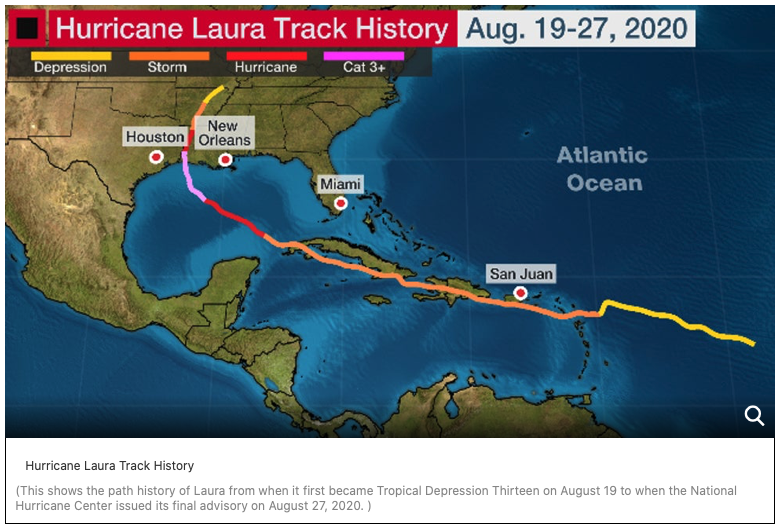 Hurricane Laura Track History Aug. 19-27, 2020
Depression Storm Hurricane Cat 3+
Houston
New
Orleans
Atlantic
Ocean
Miami
San Juan
Hurricane Laura Track History
(This shows the path history of Laura from when it first became Tropical Depression Thirteen on August 19 to when the National
Hurricane Center issued its final advisory on August 27, 2020. )